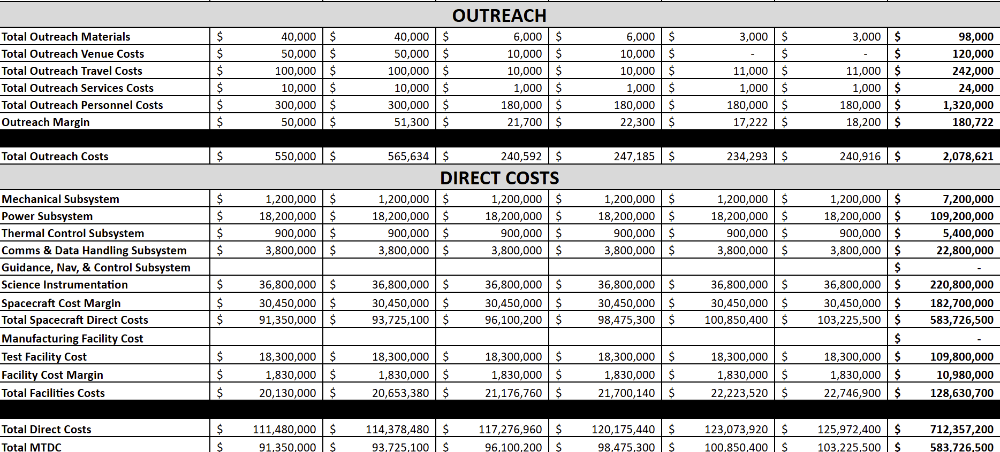 OUTREACH
Total Outreach Materials $ 40,000 $ 40,000 $ 6,000 $ 6,000 $ 3,000 $ 3,000 $ 98,000
Total Outreach Venue Costs $ 50,000 $ 50,000 $ 10,000 $ 10,000 $ - $ - $ 120,000
Total Outreach Travel Costs $ 100,000 $ 100,000 $ 10,000 $ 10,000 $ 11,000 $ 11,000 $ 242,000
Total Outreach Services Costs $ 10,000 $ 10,000 $ 1,000 $ 1,000 $ 1,000 $ 1,000 $ 24,000
Total Outreach Personnel Costs $ 300,000 $ 300,000 $ 180,000 $ 180,000 $ 180,000 $ 180,000 $ 1,320,000
Outreach Margin $ 50,000 $ 51,300 $ 21,700 $ 22,300 $ 17,222 $ 18,200 $ 180,722
Total Outreach Costs $ 550,000 $ 565,634 $ 240,592 $ 247,185 $ 234,293 $ 240,916 $ 2,078,621
DIRECT COSTS
Mechanical Subsystem $ 1,200,000 $ 1,200,000 $ 1,200,000 $ 1,200,000 $ 1,200,000 $ 1,200,000 $ 7,200,000
Power Subsystem $ 18,200,000 $ 18,200,000 $ 18,200,000 $ 18,200,000 $ 18,200,000 $ 18,200,000 $ 109,200,000
Thermal Control Subsystem $ 900,000 $ 900,000 $ 900,000 $ 900,000 $ 900,000 $ 900,000 $ 5,400,000
Comms & Data Handling Subsystem $ 3,800,000 $ 3,800,000 $ 3,800,000 $ 3,800,000 $ 3,800,000 $ 3,800,000 $ 22,800,000
Guidance, Nav, & Control Subsystem $ -
Science Instrumentation $ 36,800,000 $ 36,800,000 $ 36,800,000 $ 36,800,000 $ 36,800,000 $ 36,800,000 $ 220,800,000
Spacecraft Cost Margin $ 30,450,000 $ 30,450,000 $ 30,450,000 $ 30,450,000 $ 30,450,000 $ 30,450,000 $ 182,700,000
Total Spacecraft Direct Costs $ 91,350,000 $ 93,725,100 $ 96,100,200 $ 98,475,300 $ 100,850,400 $ 103,225,500 $ 583,726,500
Manufacturing Facility Cost $ -
Test Facility Cost $ 18,300,000 $ 18,300,000 $ 18,300,000 $ 18,300,000 $ 18,300,000 $ 18,300,000 $ 109,800,000
Facility Cost Margin $ 1,830,000 $ 1,830,000 $ 1,830,000 $ 1,830,000 $ 1,830,000 $ 1,830,000 $ 10,980,000
Total Facilities Costs $ 20,130,000 $ 20,653,380 $ 21,176,760 $ 21,700,140 $ 22,223,520 $ 22,746,900 $ 128,630,700
Total Direct Costs $ 111,480,000 $ 114,378,480 $ 117,276,960 $ 120,175,440 $ 123,073,920 $ 125,972,400 $ 712,357,200
Total MTDC $ 91,350,000 $ 93,725,100 $ 96,100,200 $ 98,475,300 $ 100,850,400 $ 103,225,500 $ 583,726,500